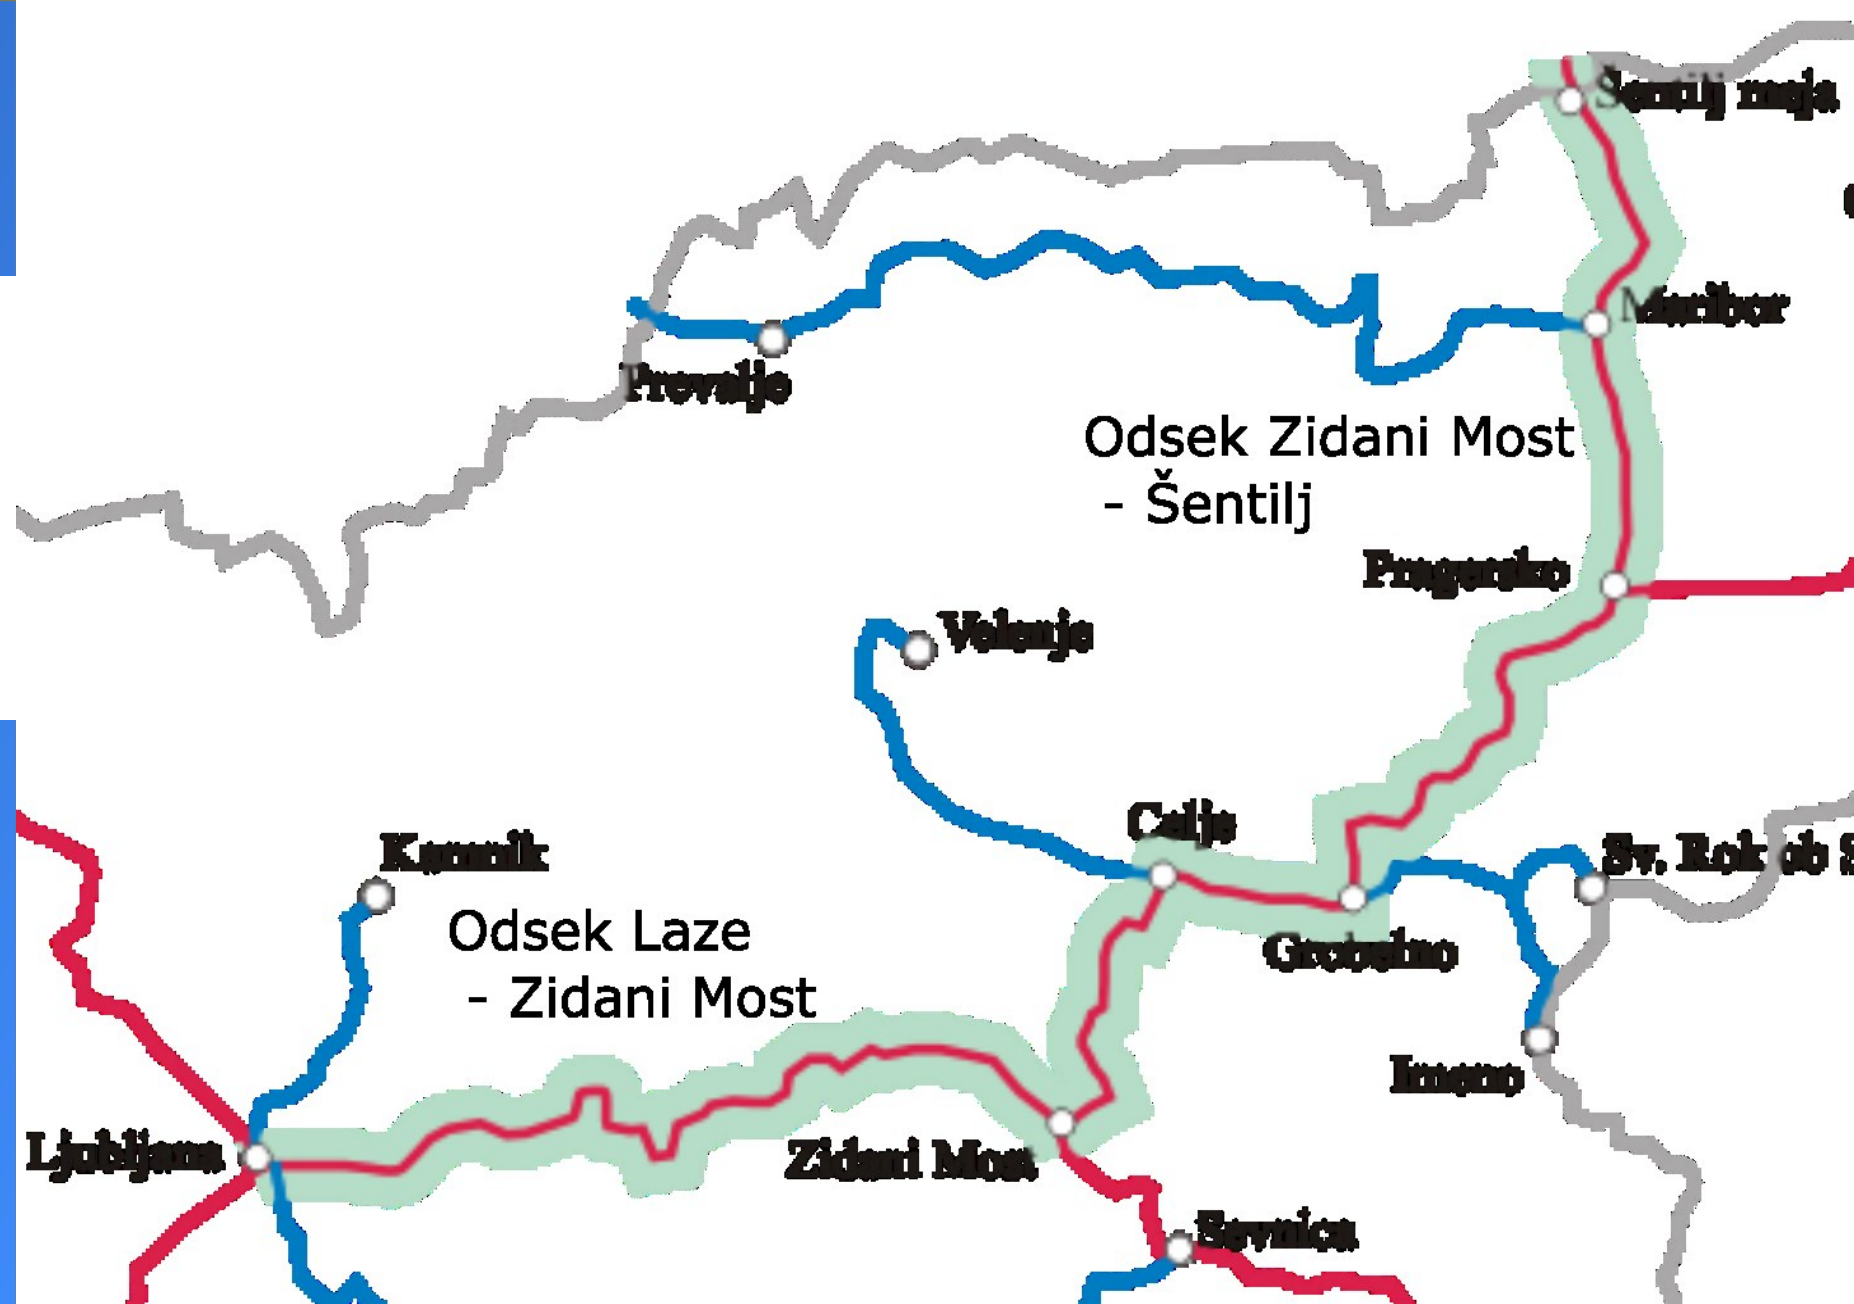 Šentilj meja
Maribor
Prevalje
Odsek Zidani Most
- Šentilj
Pragersko
Velenje
Celje
Kamnik
Sv. Rok ob S
Odsek Laze
- Zidani Most
Grobelno
Imeno
Ljubljana
Zidani Most
Sevnica